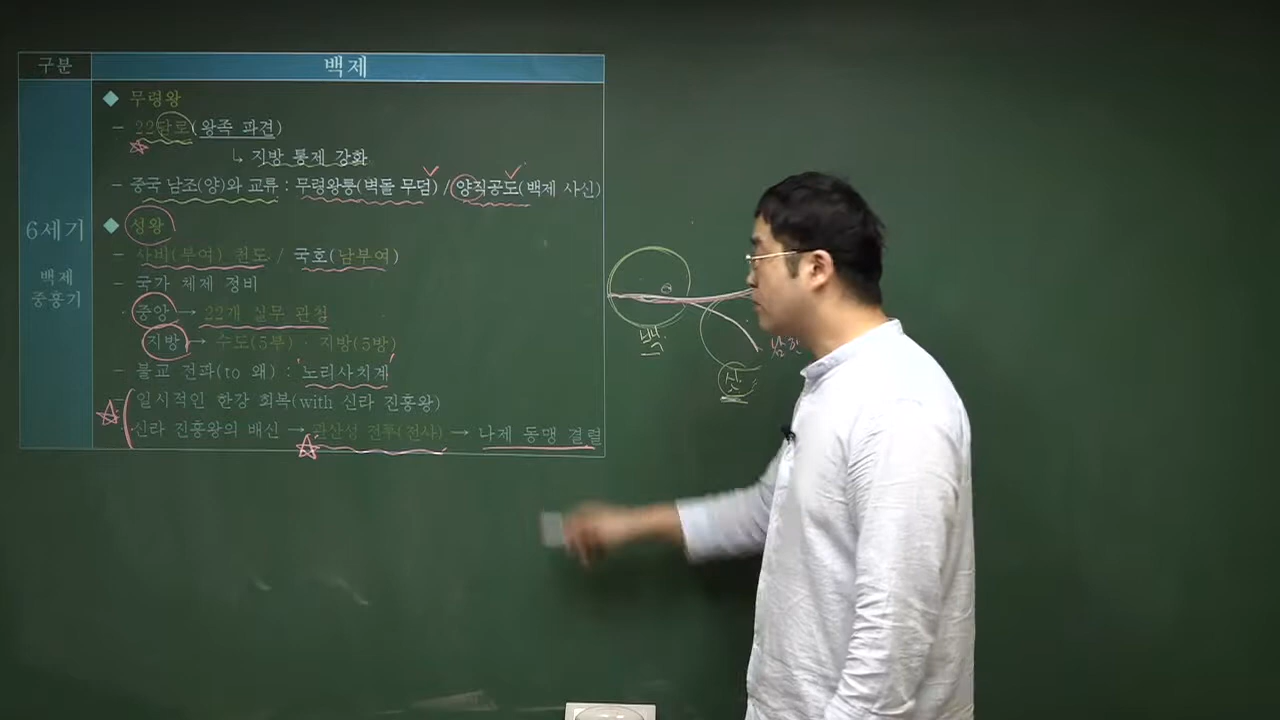 구분
백제
6세기
백제
중흥기
◆ 무령왕
- 22담로(왕족 파견)
↳ 지방 통제 강화
- 중국 남조(양)와 교류 : 무령왕릉(벽돌 무덤) / 양직공도(백제 사신)
◆ 성왕
- 사비(부여) 천도 / 국호(남부여)
- 국가 체제 정비
· 중앙 → 22개 실무 관청
지방 → 수도(5부) · 지방(5방)
- 불교 전파(to 왜) : '노리사치계'
- 일시적인 한강 회복(with 신라 진흥왕)
신라 진흥왕의 배신 → 관산성 전투(전사) → 나제 동맹 결렬
백
신